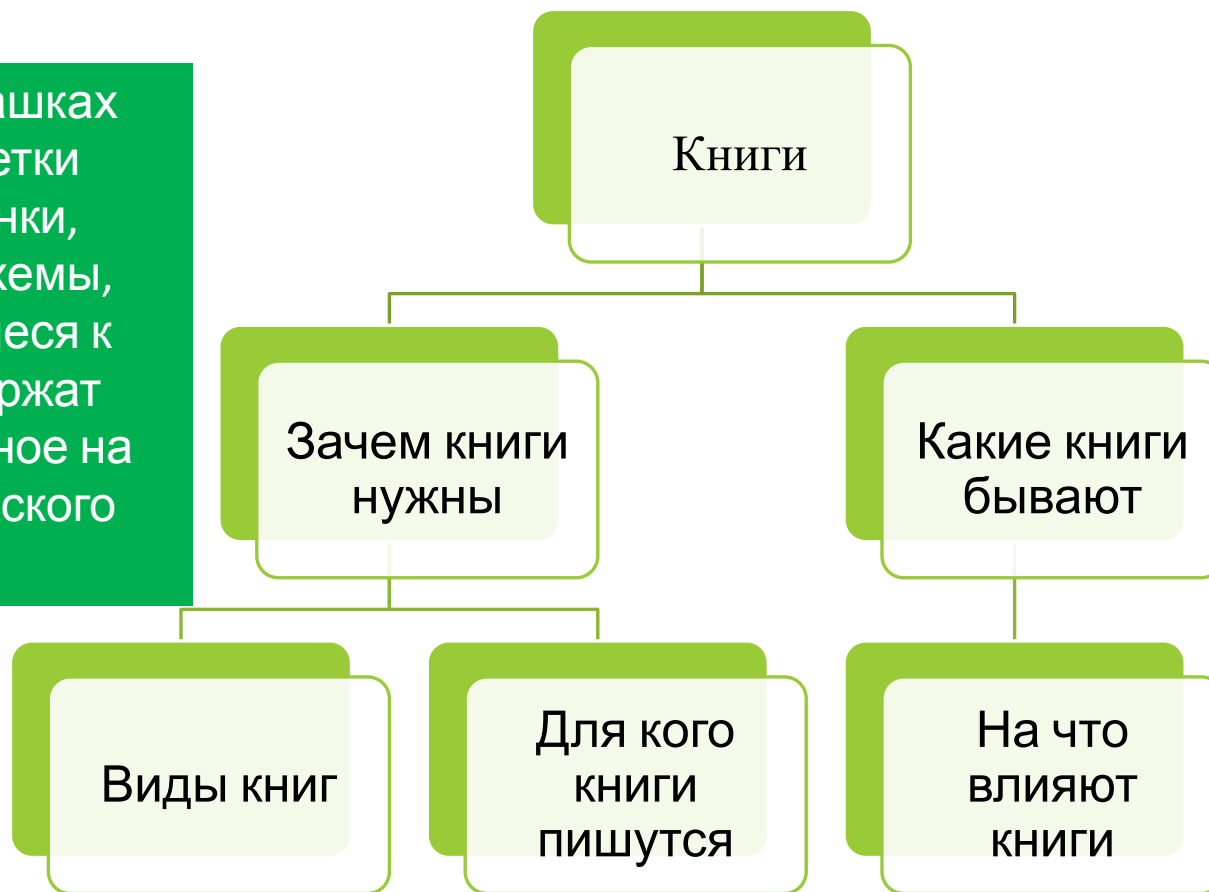 ашках
етки
нки,
хемы,
иеся к
ржат
ное на
ского
Книги
Зачем книги
нужны
Какие книги
бывают
Виды книг
Для кого
книги
пишутся
На что
влияют
книги